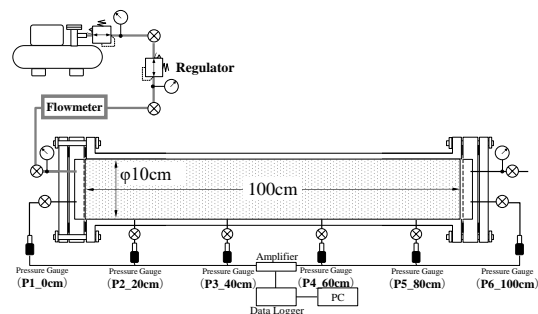 Regulator
Flowmeter
φ10cm
100cm
Amplifier
Pressure Gauge Pressure Gauge Pressure Gauge Pressure Gauge Pressure Gauge Pressure Gauge
(P1_0cm) (P2_20cm) (P3_40cm) (P4_60cm) (P5_80cm) (P6_100cm)
PC
Data Logger